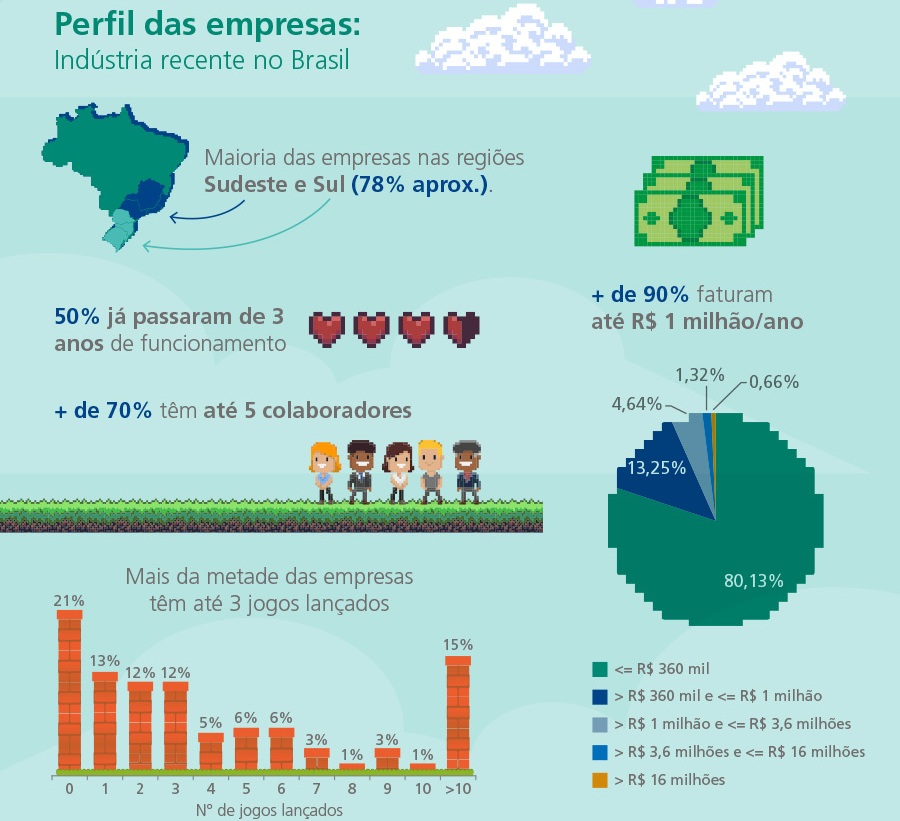 Perfil das empresas:
Indústria recente no Brasil
Maioria das empresas nas regiões
Sudeste e Sul (78% aprox.).
50% já passaram de 3
anos de funcionamento
+ de 70% têm até 5 colaboradores
+ de 90% faturam
até R$ 1 milhão/ano
1,32%
0,66%
4,64%
13,25%
80,13%
<= R$ 360 mil
> R$ 360 mil e <= R$ 1 milhão
> R$ 1 milhão e <= R$ 3,6 milhões
> R$ 3,6 milhões e <= R$ 16 milhões
> R$ 16 milhões
Mais da metade das empresas
têm até 3 jogos lançados
21%
13%
12%
12%
5%
6%
6%
3%
1%
3%
1%
15%
0 1 2 3 4 5 6 7 8 9 10 >10
N° de jogos lançados